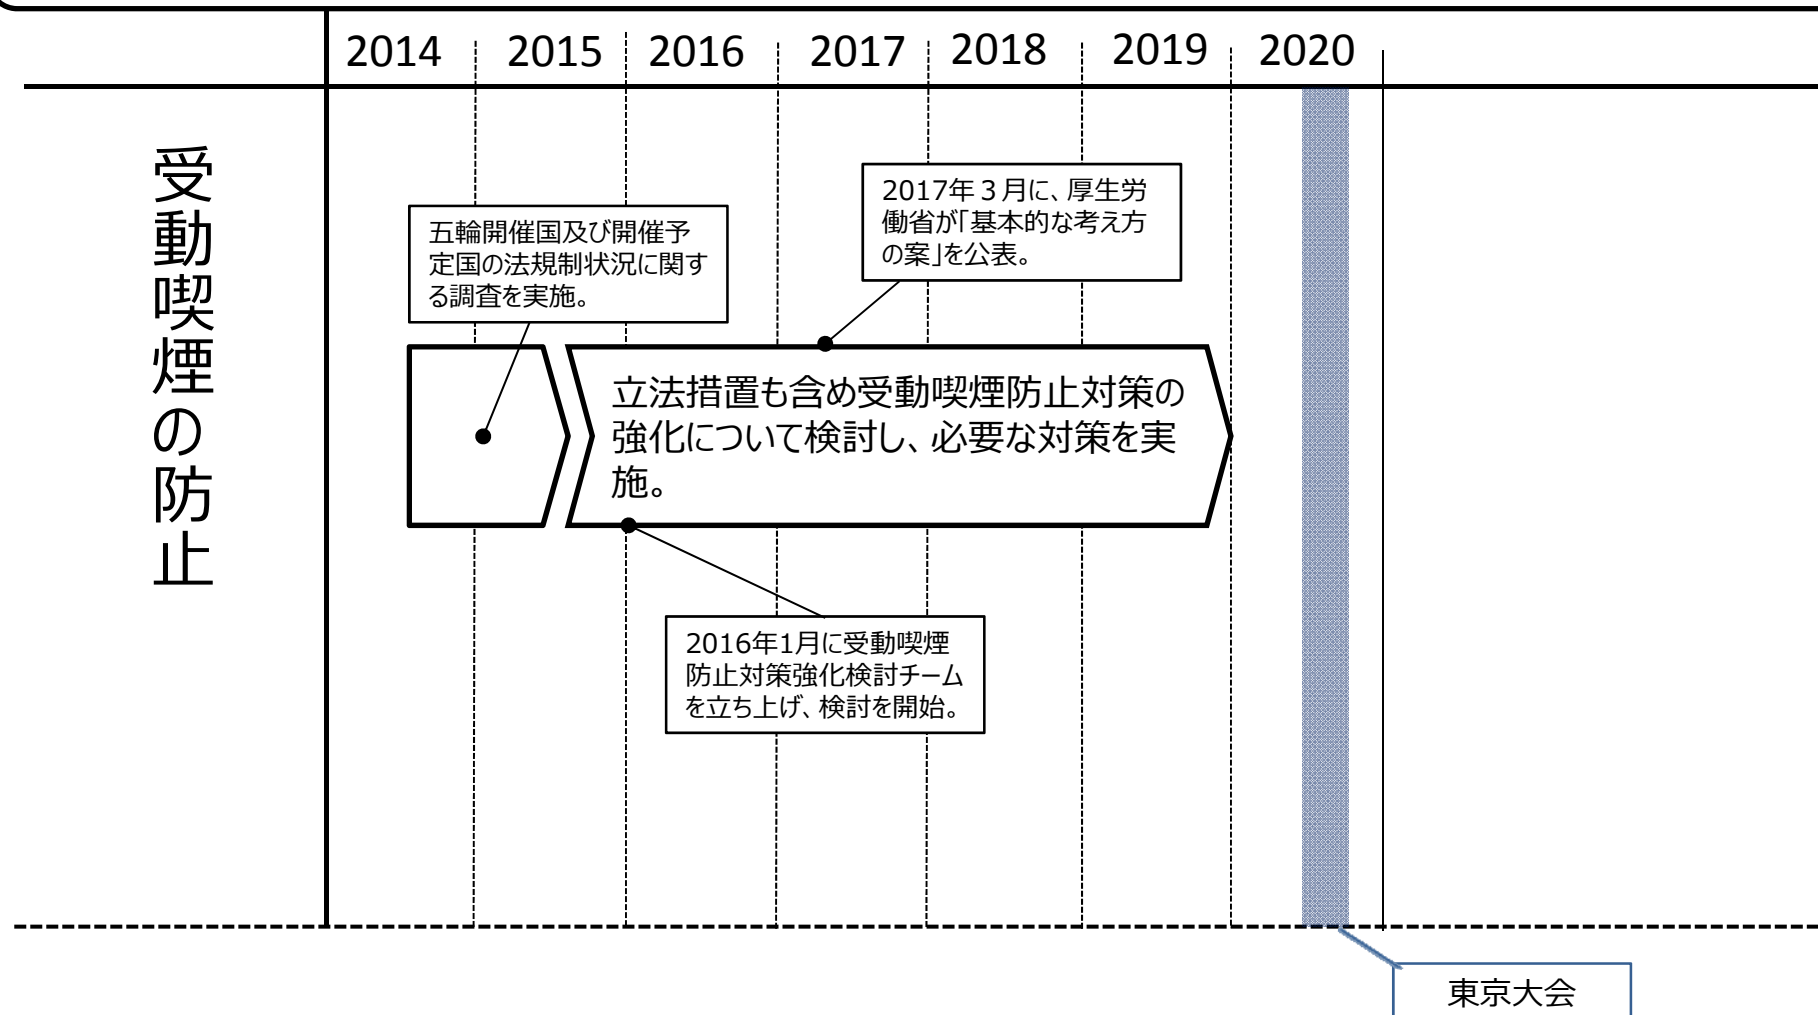 2014 2015 2016 2017 2018 2019 2020
受動喫煙の防止
2017年３月に、厚生労
働省が「基本的な考え方
の案」を公表。
五輪開催国及び開催予
定国の法規制状況に関す
る調査を実施。
立法措置も含め受動喫煙防止対策の
強化について検討し、必要な対策を実
施。
2016年1月に受動喫煙
防止対策強化検討チーム
を立ち上げ、検討を開始。
東京大会